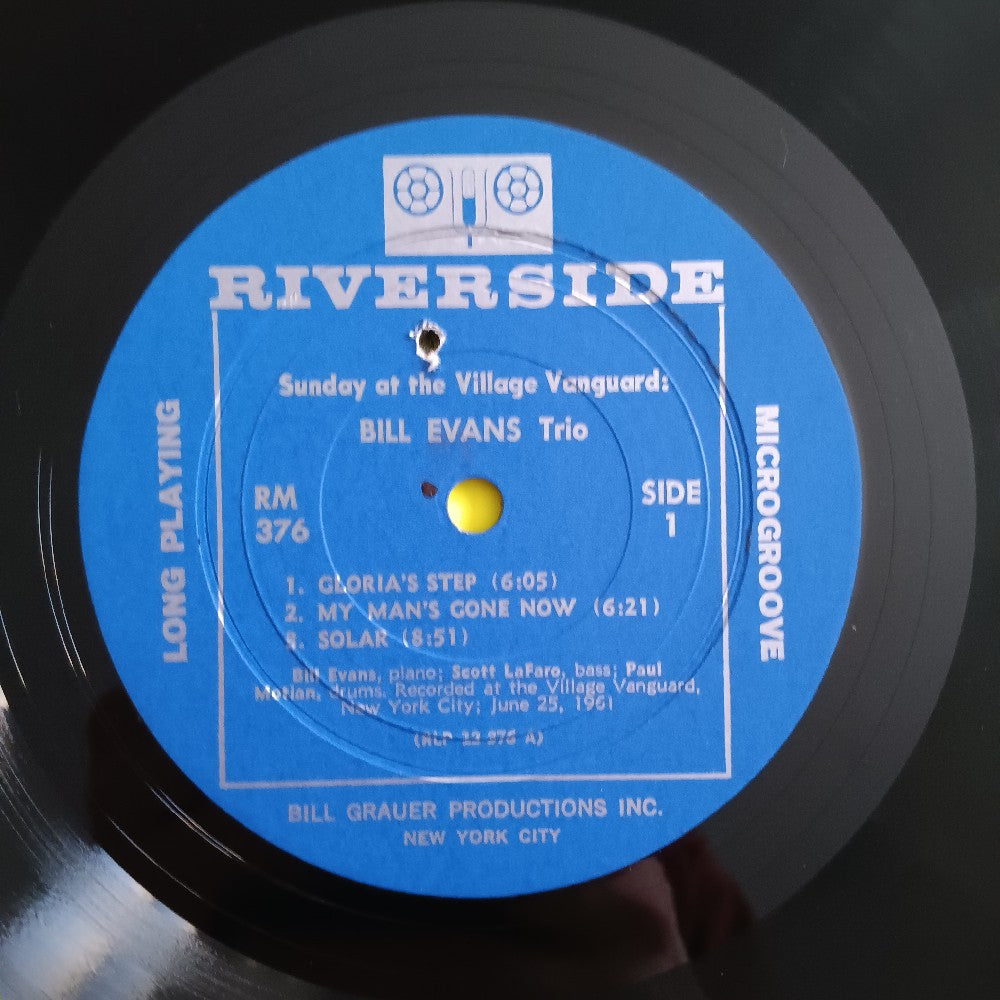 RIVERSIDE
Sunday at the Village Vanguard:
BILL EVANS Trio
LONG PLAYING
MICROGROOVE
RM
376
SIDE
1
1. GLORIA'S STEP (6:05)
2. MY MAN'S GONE NOW (6:21)
3. SOLAR (8:51)
Bill Evans, piano; Scott LaFaro, bass; Paul
Motian, drums. Recorded at the Village Vanguard,
New York City; June 25, 1961
(RLP 12-376 A)
BILL GRAUER PRODUCTIONS INC.
NEW YORK CITY